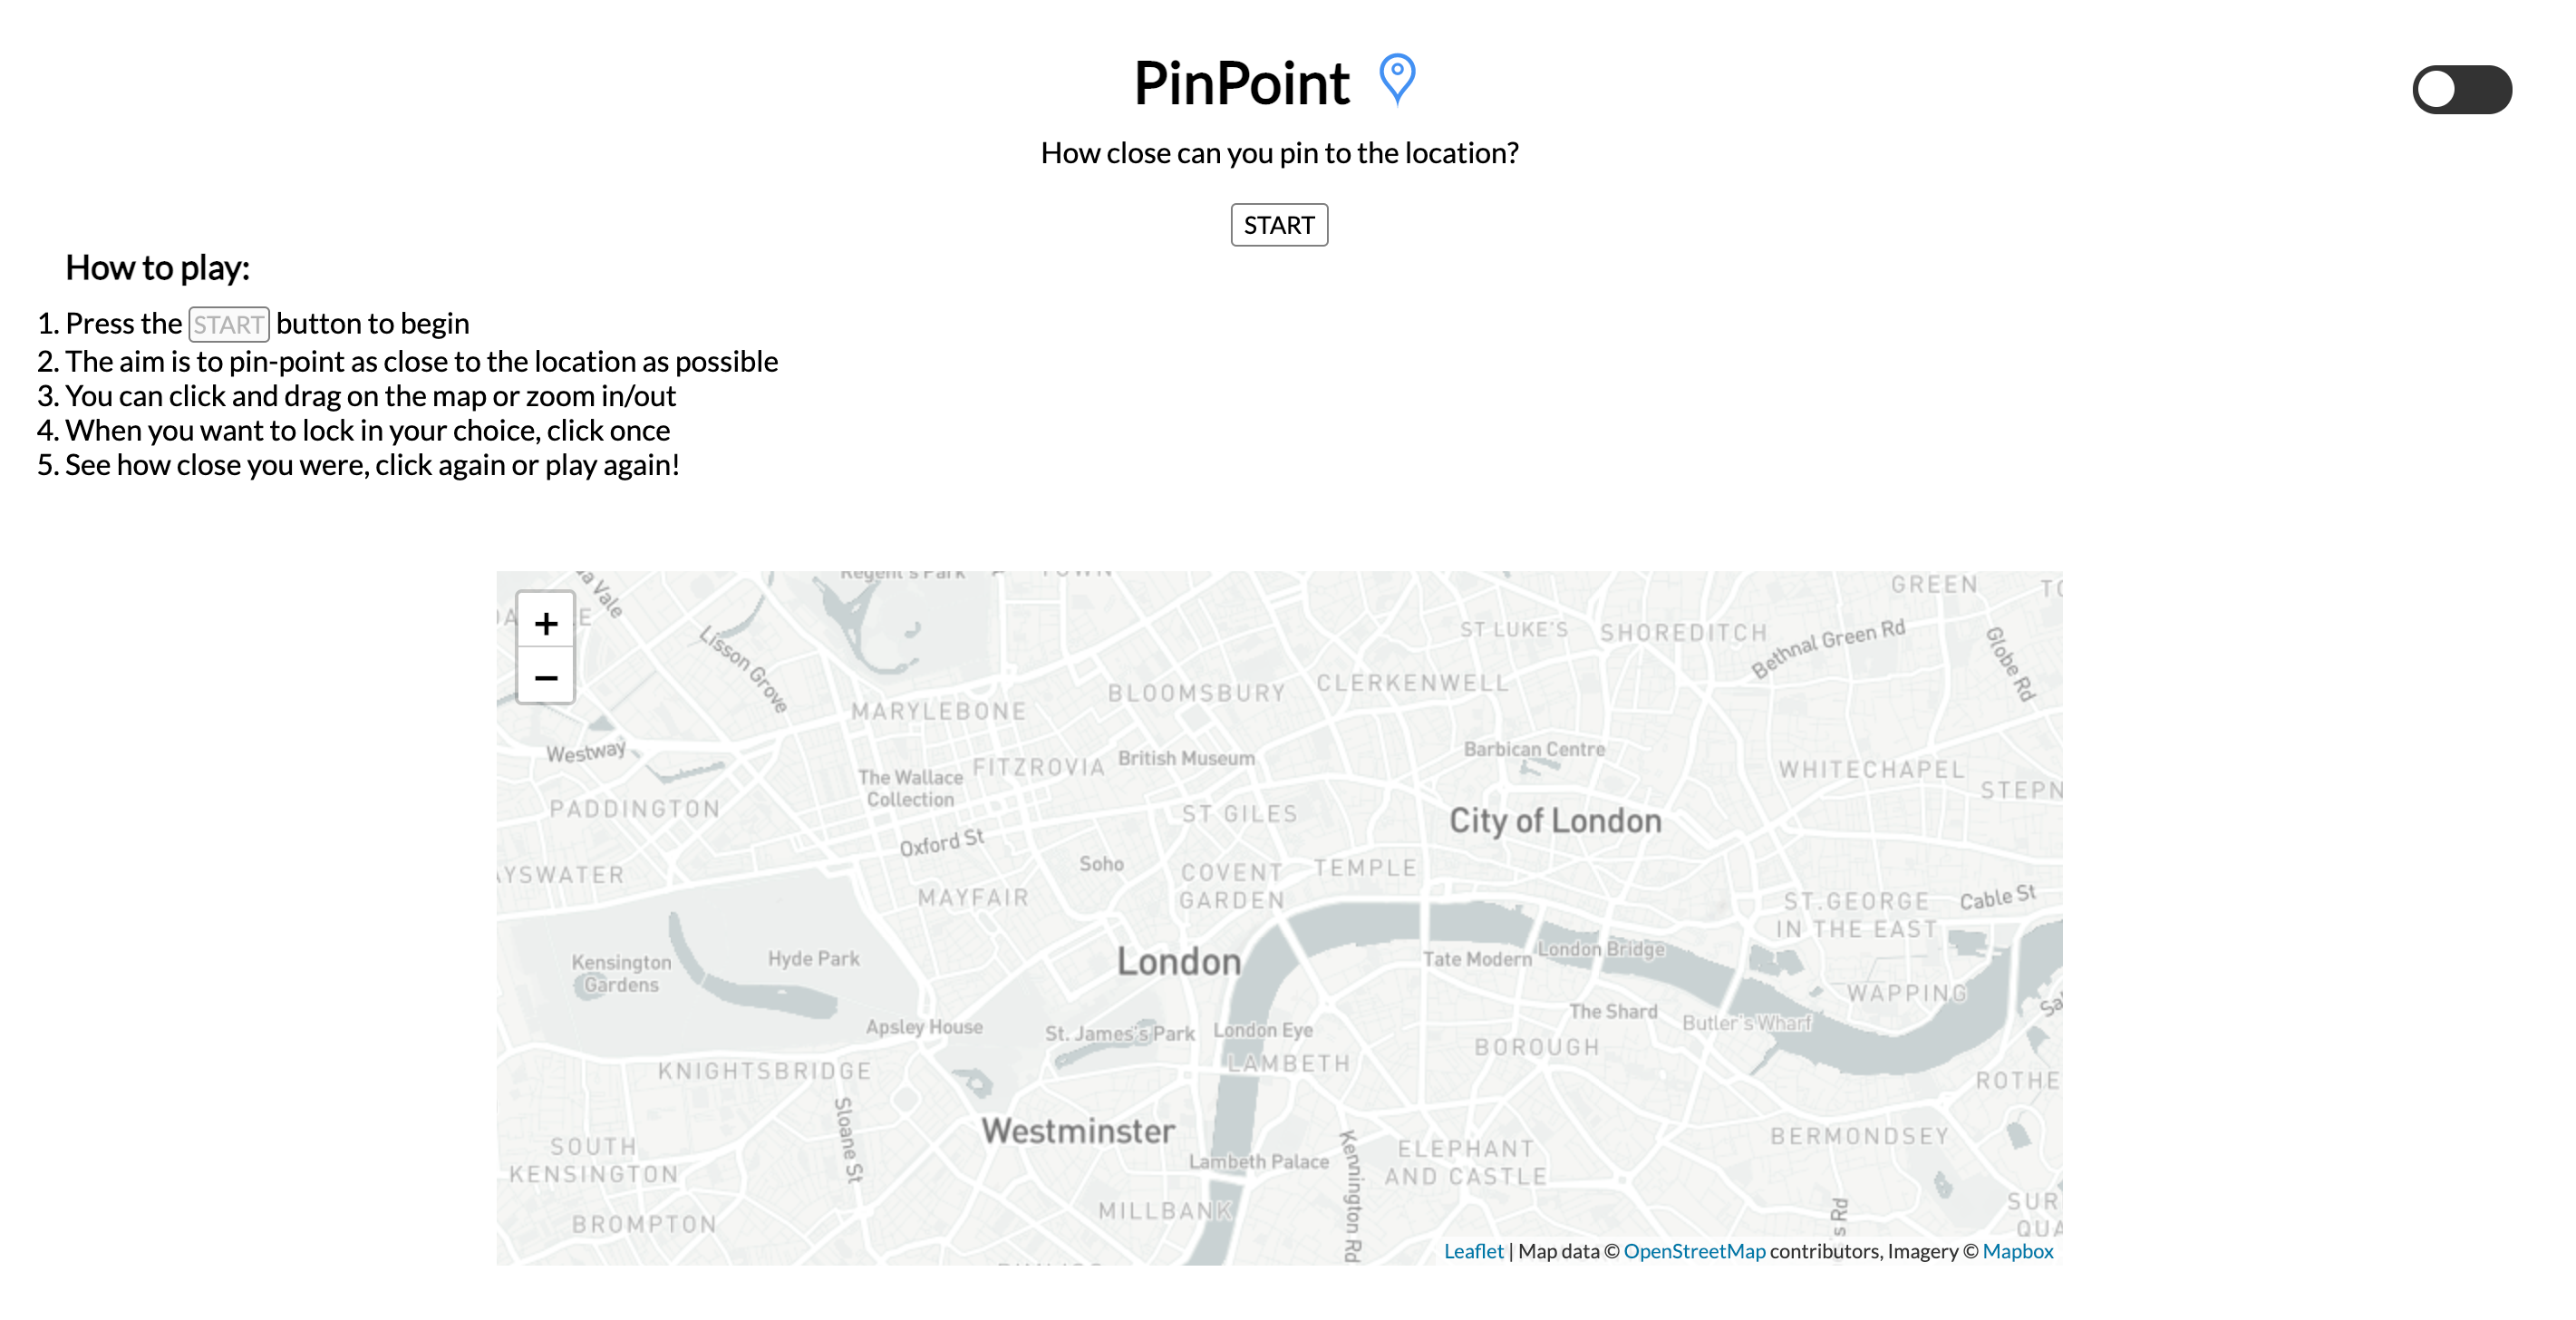 PinPoint
How close can you pin to the location?
START
How to play:
1. Press the START button to begin
2. The aim is to pin-point as close to the location as possible
3. You can click and drag on the map or zoom in/out
4. When you want to lock in your choice, click once
5. See how close you were, click again or play again!
+
−
Regent's Park
TOWN
GREEN
Vale
Lisson Grove
ST LUKE'S
SHOREDITCH
Bethnal Green Rd
Globe Rd
BLOOMSBURY
CLERKENWELL
MARYLEBONE
Westway
The Wallace
Collection
FITZROVIA
British Museum
Barbican Centre
WHITECHAPEL
STEPN
PADDINGTON
ST GILES
City of London
Oxford St
Soho
COVENT
GARDEN
TEMPLE
AYSWATER
MAYFAIR
ST.GEORGE
IN THE EAST
Cable St
Kensington
Gardens
Hyde Park
London
Tate Modern
London Bridge
WAPPING
Apsley House
St. James's Park
London Eye
The Shard
Butler's Wharf
Sa
LAMBETH
BOROUGH
KNIGHTSBRIDGE
ROTHE
Sloane St
Westminster
SOUTH
KENSINGTON
Lambeth Palace
Kennington Rd
ELEPHANT
AND CASTLE
BERMONDSEY
BROMPTON
MILLBANK
s Rd
SUR
QUA
Leaflet | Map data © OpenStreetMap contributors, Imagery © Mapbox